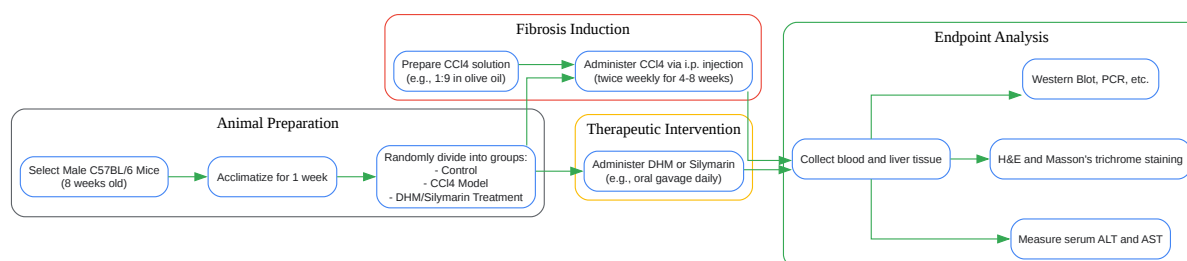 Fibrosis Induction
Prepare CCl4 solution
(e.g., 1:9 in olive oil)
Administer CCl4 via i.p. injection
(twice weekly for 4-8 weeks)
Animal Preparation
Select Male C57BL/6 Mice
(8 weeks old)
Acclimatize for 1 week
Randomly divide into groups:
- Control
- CCl4 Model
- DHM/Silymarin Treatment
Therapeutic Intervention
Administer DHM or Silymarin
(e.g., oral gavage daily)
Endpoint Analysis
Collect blood and liver tissue
Western Blot, PCR, etc.
H&E and Masson's trichrome staining
Measure serum ALT and AST